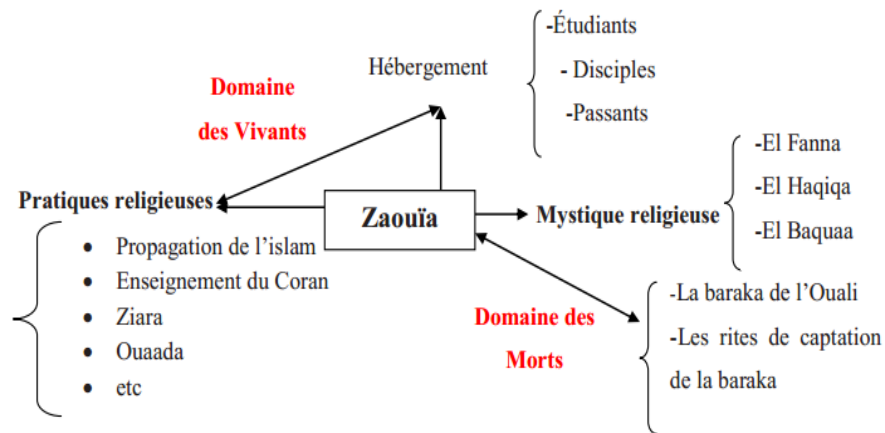 Hébergement
-Étudiants
- Disciples
-Passants
Domaine
des Vivants
Pratiques religieuses
• Propagation de l’islam
• Enseignement du Coran
• Ziara
• Ouaada
• etc
Zaouïa
Mystique religieuse
-El Fanna
-El Haqiqa
-El Baquaa
Domaine des
Morts
-La baraka de l’Ouali
-Les rites de captation
de la baraka